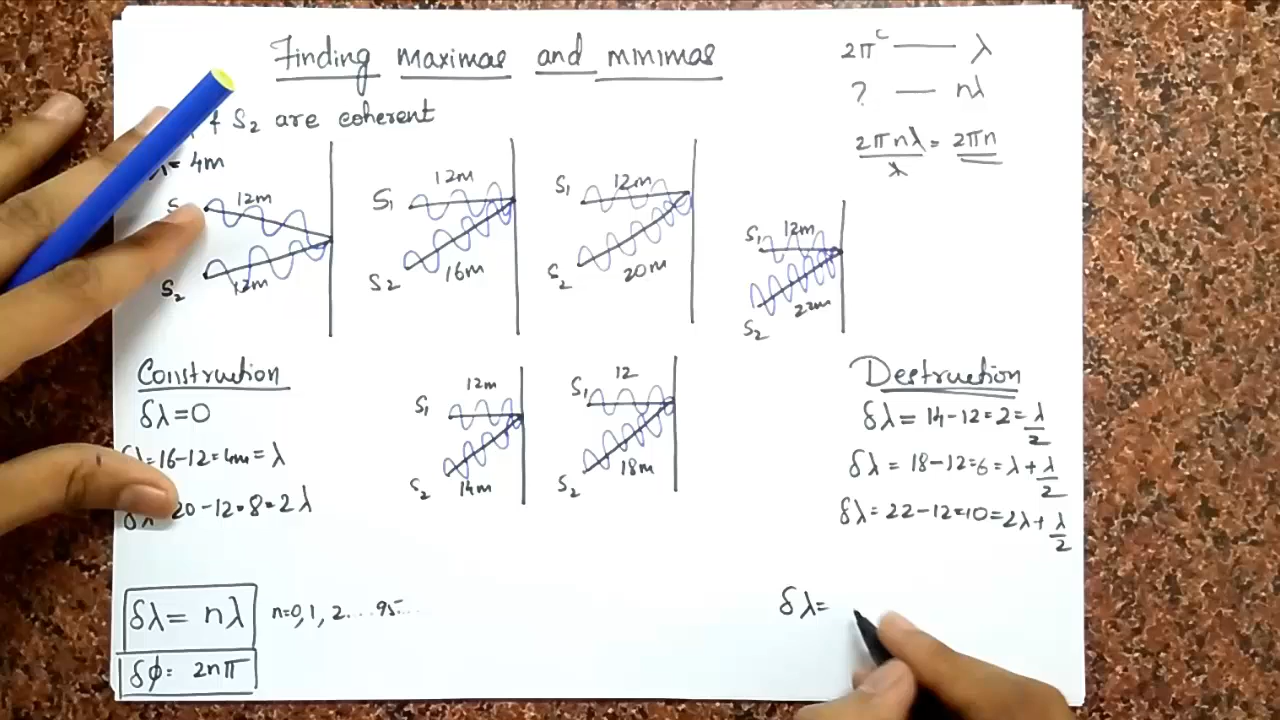 Finding maximas and minimas
2π^c — λ
? — nλ
2πnλ/λ = 2πn
& S₂ are coherent
= 4m
S₁ 12m
S₂ 12m
S₁ 12m
S₂ 16m
S₁ 12m
S₂ 20m
S₁ 12m
S₂ 22m
Construction
δλ=0
δλ=16-12=4m=λ
20-12=8=2λ
S₁ 12m
S₂ 14m
S₁ 12
S₂ 18m
Destruction
δλ = 14-12=2=λ/2
δλ = 18-12=6=λ+λ/2
δλ= 22-12=10=2λ+λ/2
δλ= nλ n=0,1,2...95....
δϕ= 2nπ
δλ=